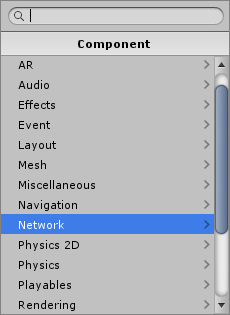 Component
AR
Audio
Effects
Event
Layout
Mesh
Miscellaneous
Navigation
Network
Physics 2D
Physics
Playables
Rendering